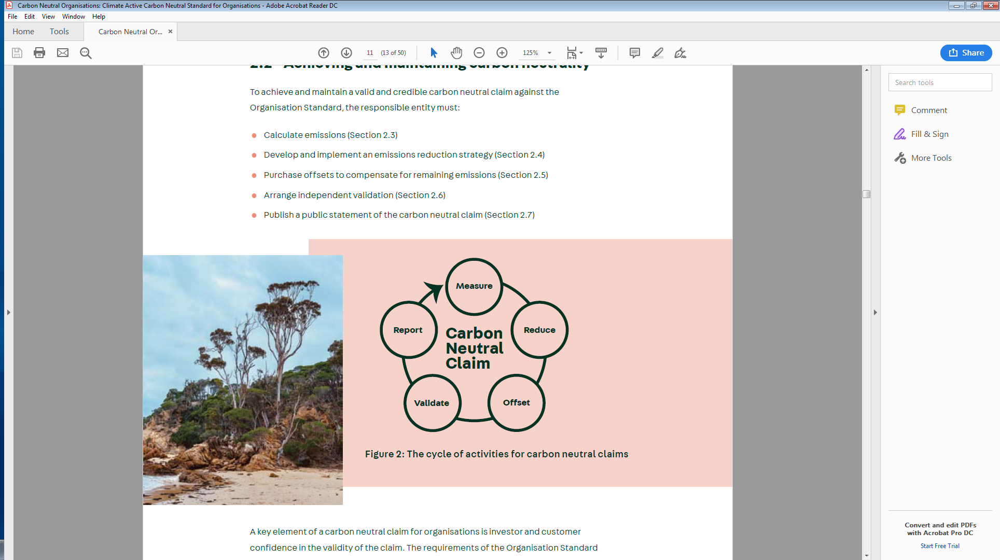 Carbon Neutral Organisations: Climate Active Carbon Neutral Standard for Organisations - Adobe Acrobat Reader DC
File Edit View Window Help
Home Tools Carbon Neutral Or...
11 (13 of 50) 125% Share
2.2 Achieving and maintaining carbon neutrality
To achieve and maintain a valid and credible carbon neutral claim against the
Organisation Standard, the responsible entity must:
Calculate emissions (Section 2.3)
Develop and implement an emissions reduction strategy (Section 2.4)
Purchase offsets to compensate for remaining emissions (Section 2.5)
Arrange independent validation (Section 2.6)
Publish a public statement of the carbon neutral claim (Section 2.7)
Measure
Reduce
Offset
Validate
Report
Carbon
Neutral
Claim
Figure 2: The cycle of activities for carbon neutral claims
A key element of a carbon neutral claim for organisations is investor and customer
confidence in the validity of the claim. The requirements of the Organisation Standard
Search tools
Comment
Fill & Sign
More Tools
Convert and edit PDFs
with Acrobat Pro DC
Start Free Trial